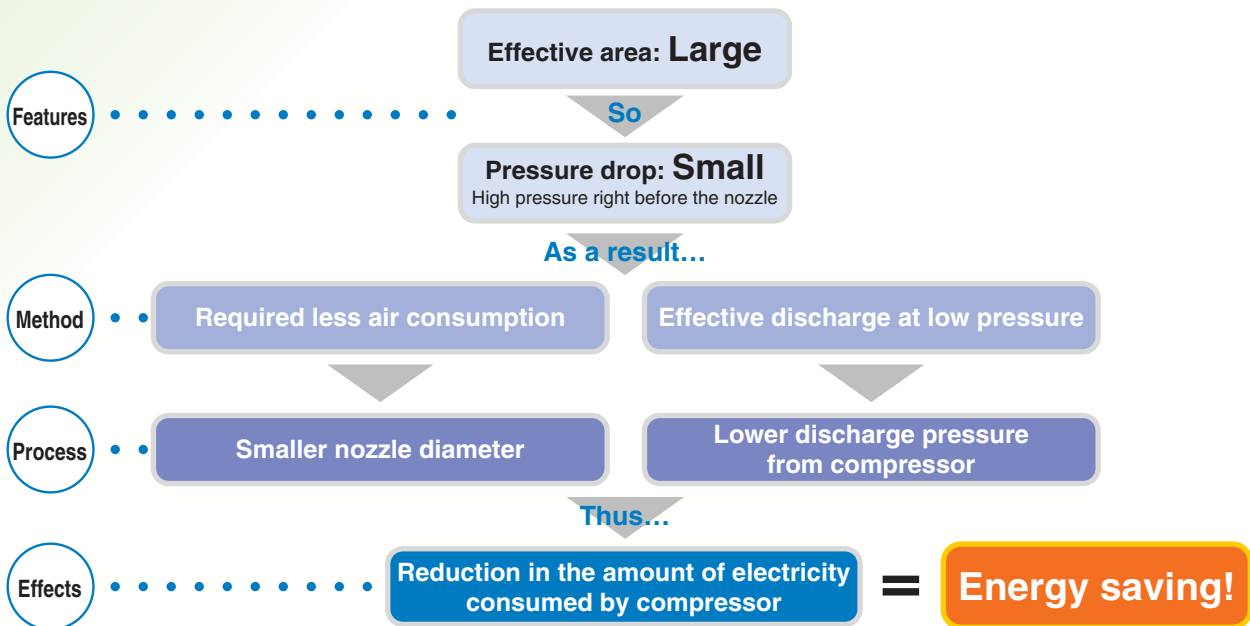 Effective area: Large
Features
So
Pressure drop: Small
High pressure right before the nozzle
As a result…
Method
Required less air consumption
Effective discharge at low pressure
Process
Smaller nozzle diameter
Lower discharge pressure
from compressor
Thus…
Effects
Reduction in the amount of electricity
consumed by compressor
=
Energy saving!